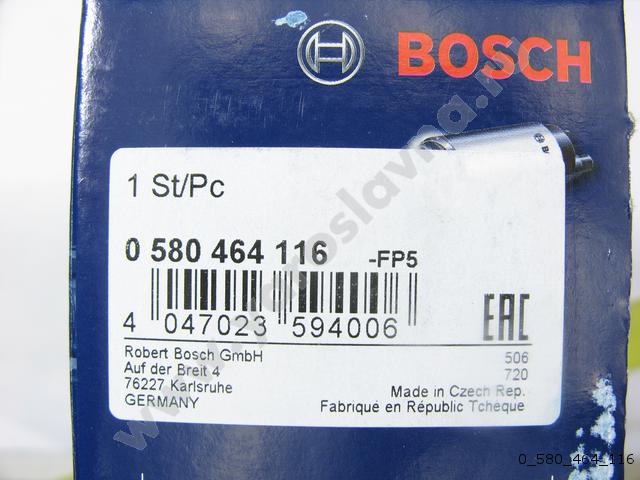 BOSCH
1 St/Pc
0 580 464 116 -FP5
4 047023 594006
EAC
Robert Bosch GmbH
Auf der Breit 4
76227 Karlsruhe
GERMANY
506
720
Made in Czech Rep.
Fabriqué en Républic Tcheque
0_580_464_116